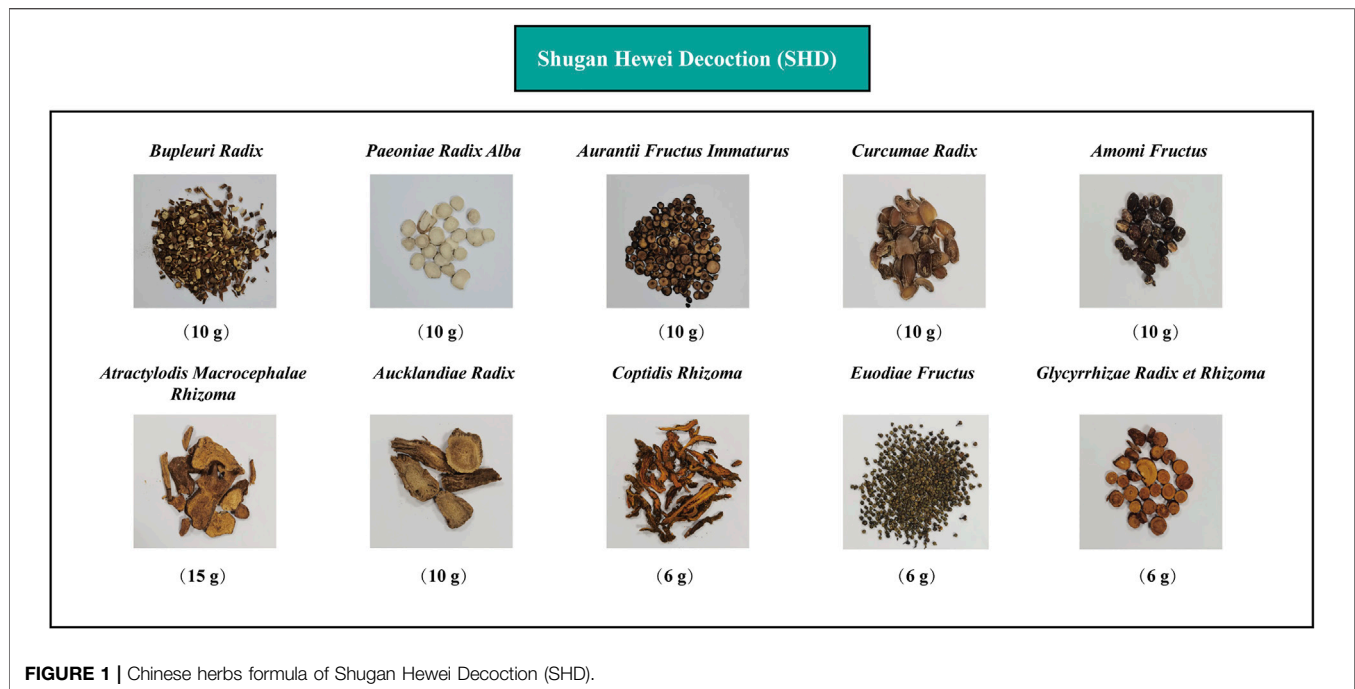 Shugan Hewei Decoction (SHD)
Bupleuri Radix
Paeoniae Radix Alba
Aurantii Fructus Immaturus
Curcumae Radix
Amomi Fructus
（10 g）
（10 g）
（10 g）
（10 g）
（10 g）
Atractylodis Macrocephalae
Rhizoma
Aucklandiae Radix
Coptidis Rhizoma
Euodiae Fructus
Glycyrrhizae Radix et Rhizoma
（15 g）
（10 g）
（6 g）
（6 g）
（6 g）
FIGURE 1 | Chinese herbs formula of Shugan Hewei Decoction (SHD).